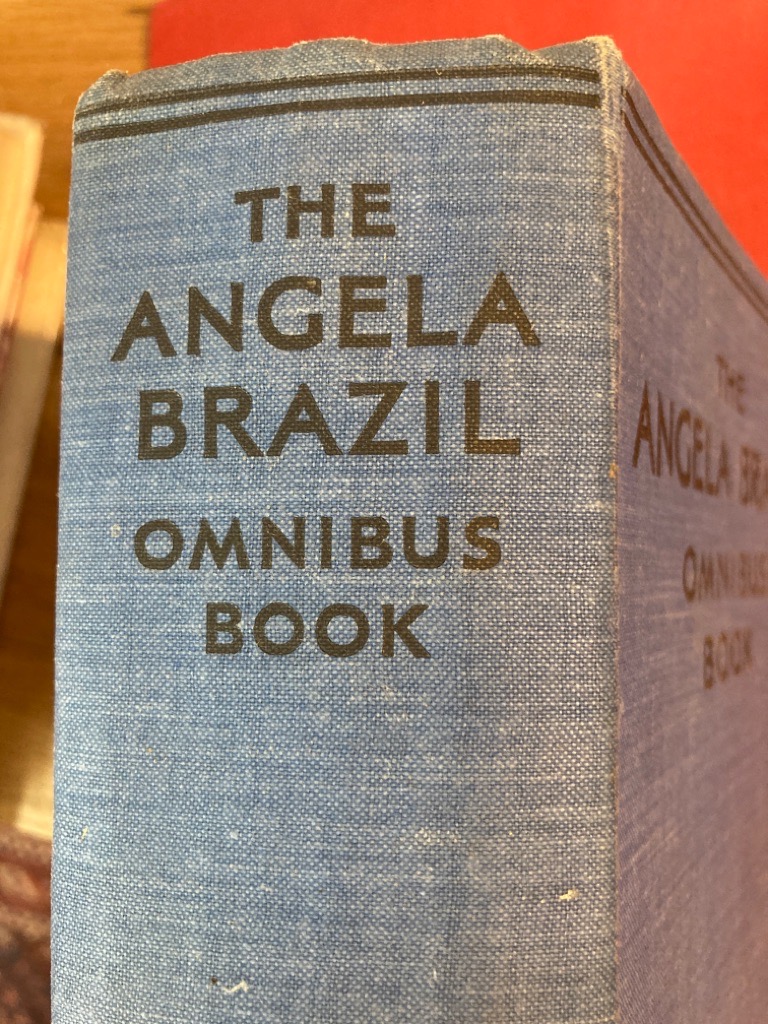 THE
ANGELA
BRAZIL
OMNIBUS
BOOK
THE
ANGELA
OMNIBUS
BOOK